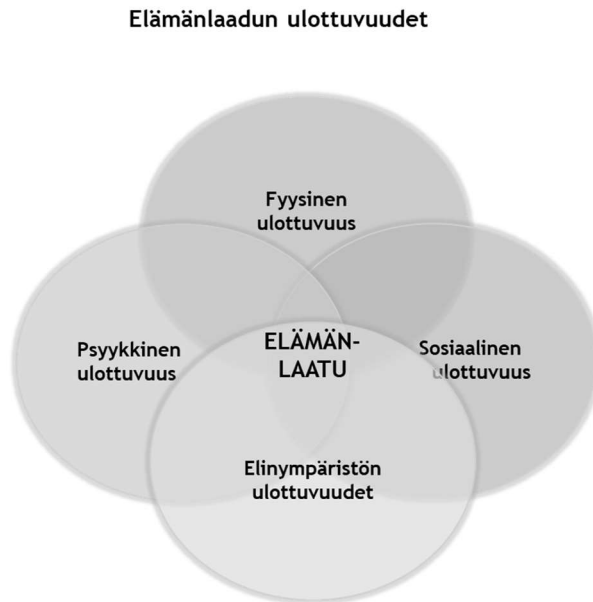 Elämänlaadun ulottuvuudet
Fyysinen
ulottuvuus
Psyykkinen
ulottuvuus
ELÄMÄN-
LAATU
Sosiaalinen
ulottuvuus
Elinympäristön
ulottuvuudet